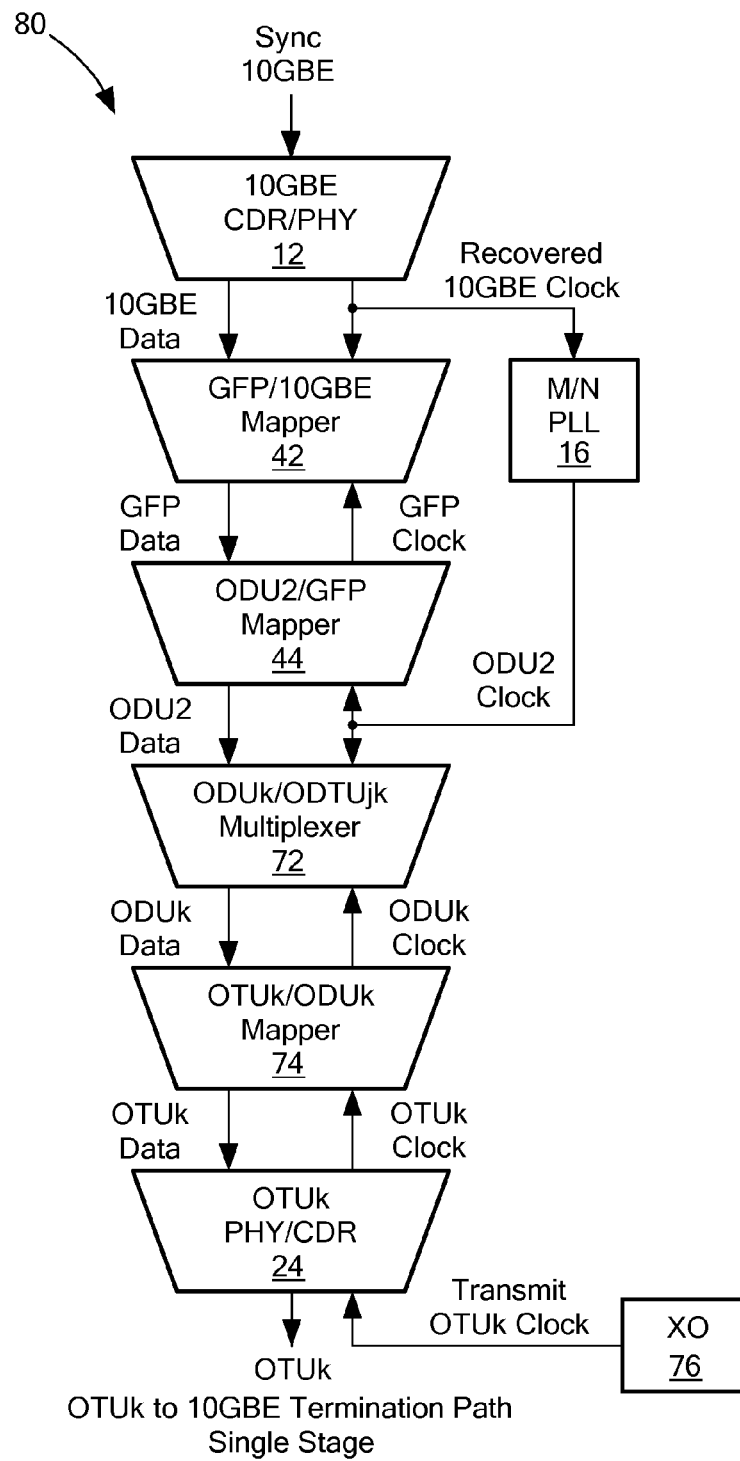 80
Sync
10GBE
10GBE
CDR/PHY
12
Recovered
10GBE Clock
10GBE
Data
GFP/10GBE
Mapper
42
M/N
PLL
16
GFP
Data
GFP
Clock
ODU2/GFP
Mapper
44
ODU2
Clock
ODU2
Data
ODUk/ODTUjk
Multiplexer
72
ODUk
Data
ODUk
Clock
OTUk/ODUk
Mapper
74
OTUk
Data
OTUk
Clock
OTUk
PHY/CDR
24
Transmit
OTUk Clock
XO
76
OTUk
OTUk to 10GBE Termination Path
Single Stage